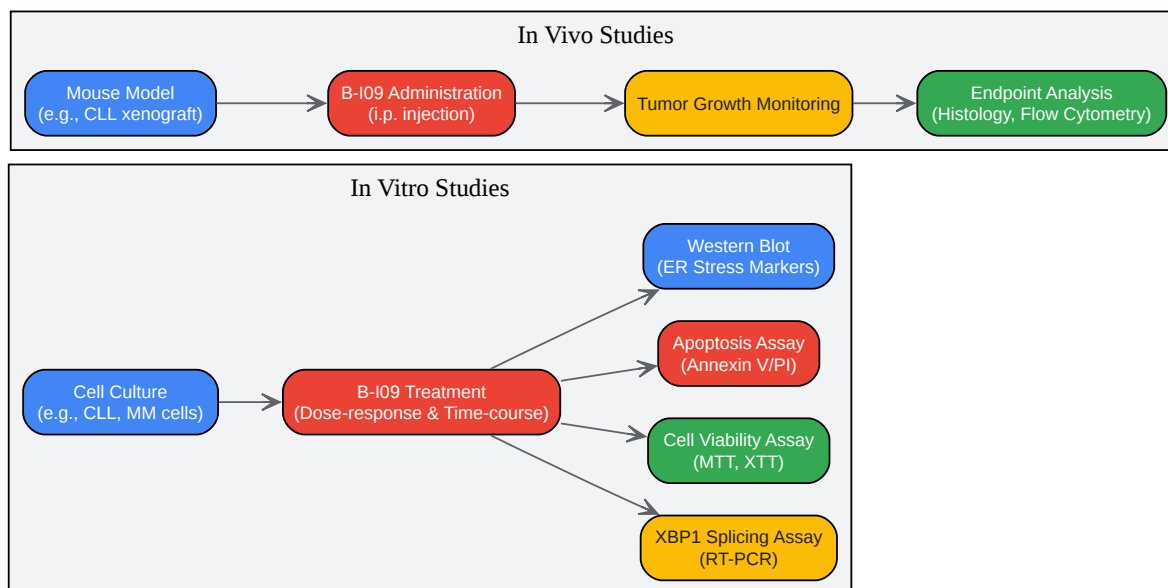 In Vivo Studies
Mouse Model
(e.g., CLL xenograft)
B-I09 Administration
(i.p. injection)
Tumor Growth Monitoring
Endpoint Analysis
(Histology, Flow Cytometry)
In Vitro Studies
Cell Culture
(e.g., CLL, MM cells)
B-I09 Treatment
(Dose-response & Time-course)
Western Blot
(ER Stress Markers)
Apoptosis Assay
(Annexin V/PI)
Cell Viability Assay
(MTT, XTT)
XBP1 Splicing Assay
(RT-PCR)